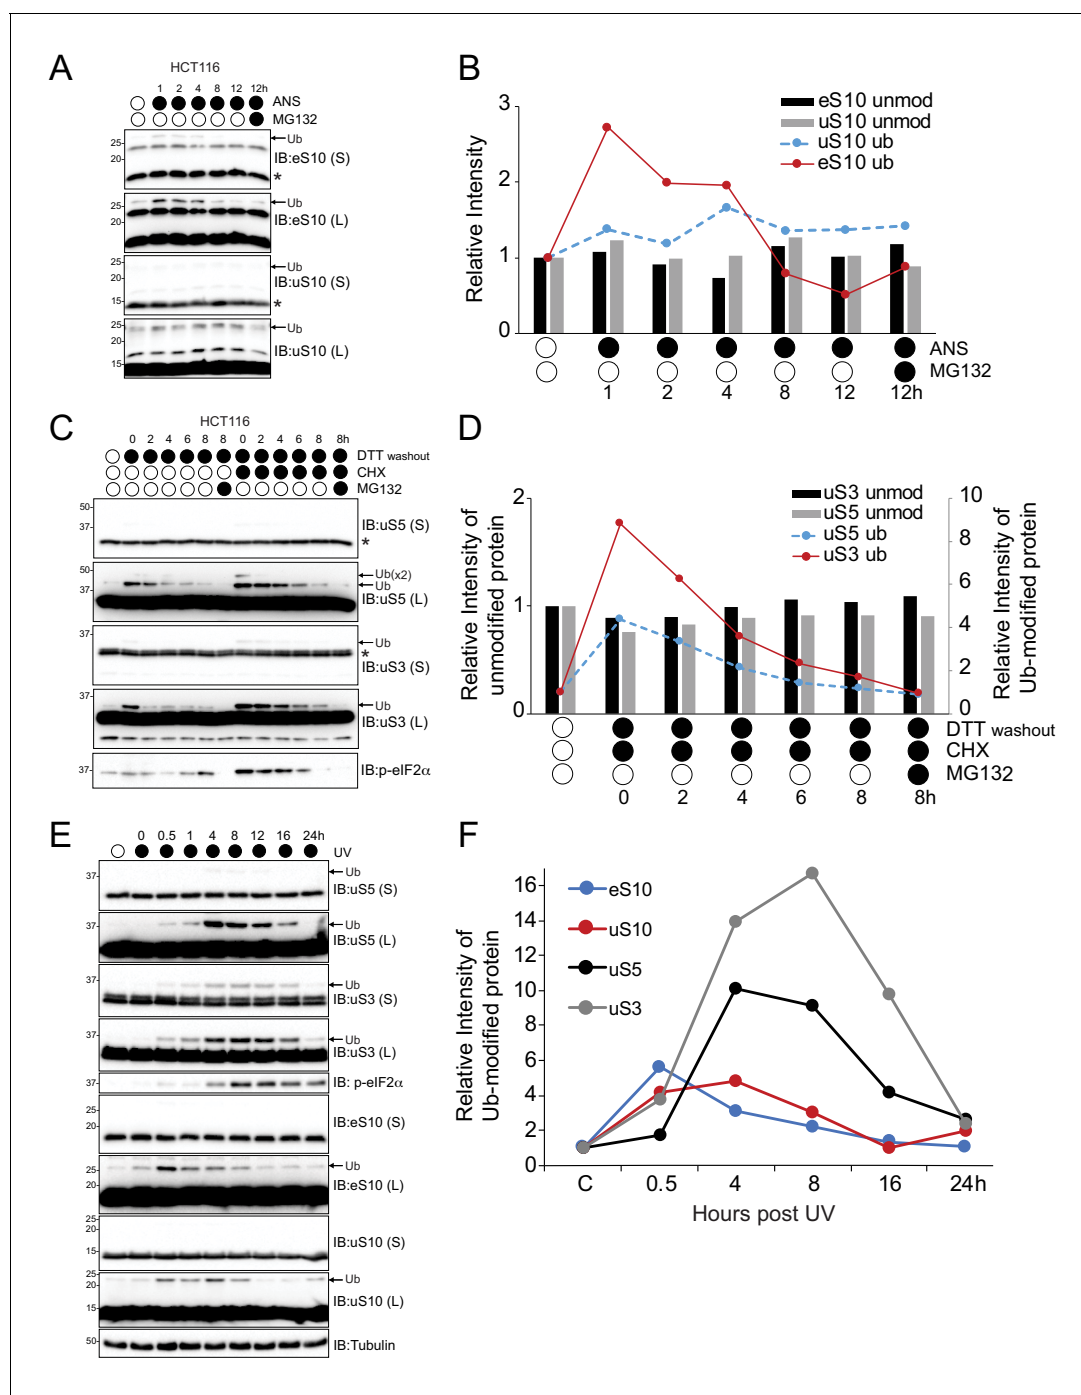 A
HCT116
1 2 4 8 12 12h
ANS
MG132
25
20
Ub
IB:eS10 (S)
*
25
20
Ub
IB:eS10 (L)
25
20
15
Ub
IB:uS10 (S)
*
25
20
15
Ub
IB:uS10 (L)
B
3
2
1
0
Relative Intensity
eS10 unmod
uS10 unmod
uS10 ub
eS10 ub
ANS
MG132
1 2 4 8 12 12h
C
HCT116
0 2 4 6 8 8 0 2 4 6 8 8h
DTT washout
CHX
MG132
50
37
IB:uS5 (S)
*
50
37
Ub(x2)
Ub
IB:uS5 (L)
37
Ub
*
IB:uS3 (S)
37
Ub
IB:uS3 (L)
37
IB:p-eIF2α
D
2
1
0
Relative Intensity of
unmodified protein
uS3 unmod
uS5 unmod
uS5 ub
uS3 ub
10
8
6
4
2
0
Relative Intensity of
Ub-modified protein
DTT washout
CHX
MG132
0 2 4 6 8 8h
E
0 0.5 1 4 8 12 16 24h
UV
37
Ub
IB:uS5 (S)
37
Ub
IB:uS5 (L)
37
Ub
IB:uS3 (S)
37
Ub
IB:uS3 (L)
37
IB: p-eIF2α
25
20
IB:eS10 (S)
25
20
Ub
IB:eS10 (L)
25
20
15
IB:uS10 (S)
25
20
15
Ub
IB:uS10 (L)
50
IB:Tubulin
F
16
14
12
10
8
6
4
2
0
Relative Intensity of
Ub-modified protein
eS10
uS10
uS5
uS3
C 0.5 4 8 16 24h
Hours post UV